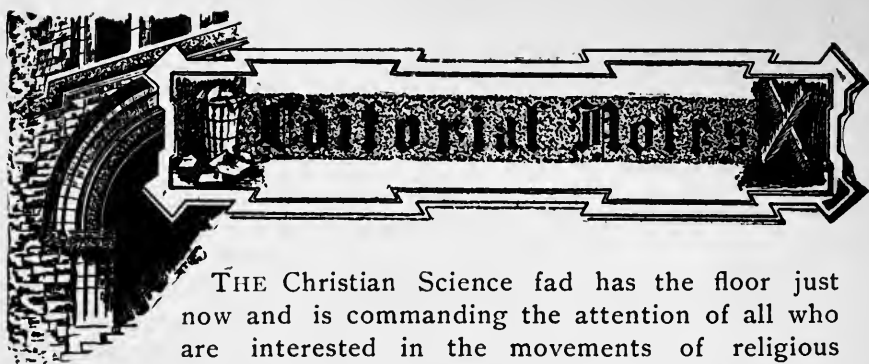 Editorial Notes
THE Christian Science fad has the floor just
now and is commanding the attention of all who
are interested in the movements of religious